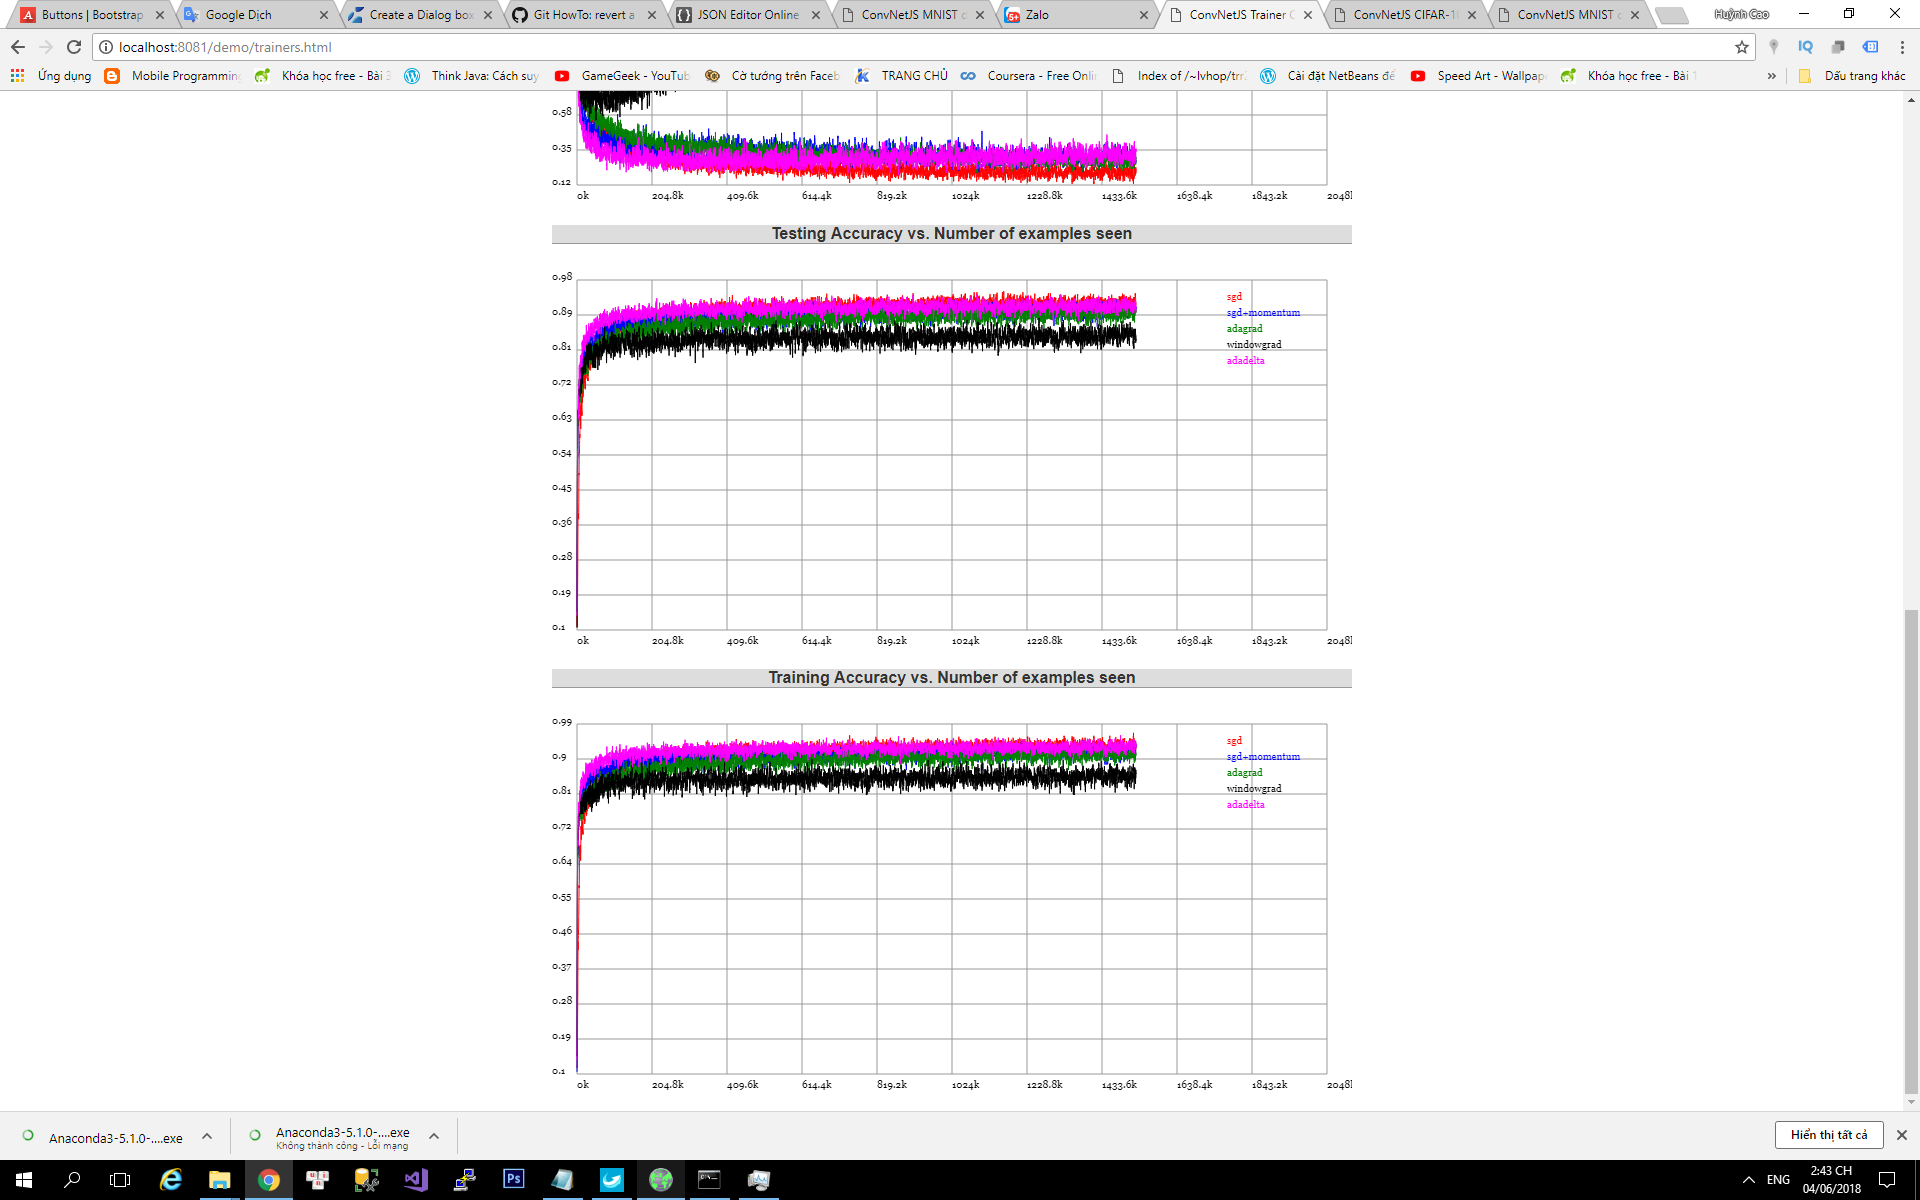 Buttons | Bootstrap
Google Dịch
Create a Dialog box
Git HowTo: revert a
JSON Editor Online
ConvNetJS MNIST
Zalo
ConvNetJS Trainer
ConvNetJS CIFAR-1
ConvNetJS MNIST
Huỳnh Cao
localhost:8081/demo/trainers.html
Ứng dụng
Mobile Programming
Khóa học free - Bài 3
Think Java: Cách suy
GameGeek - YouTub
Cờ tướng trên Faceb
TRANG CHỦ
Coursera - Free Onli
Index of /~lvhop/trr
Cài đặt NetBeans để
Speed Art - Wallpap
Khóa học free - Bài 1
»
Dấu trang khác
0.58
0.35
0.12
0k 204.8k 409.6k 614.4k 819.2k 1024k 1228.8k 1433.6k 1638.4k 1843.2k 2048
Testing Accuracy vs. Number of examples seen
0.98
0.89
0.81
0.72
0.63
0.54
0.45
0.36
0.28
0.19
0.1
sgd
sgd+momentum
adagrad
windowgrad
adadelta
0k 204.8k 409.6k 614.4k 819.2k 1024k 1228.8k 1433.6k 1638.4k 1843.2k 2048
Training Accuracy vs. Number of examples seen
0.99
0.9
0.81
0.72
0.64
0.55
0.46
0.37
0.28
0.19
0.1
sgd
sgd+momentum
adagrad
windowgrad
adadelta
0k 204.8k 409.6k 614.4k 819.2k 1024k 1228.8k 1433.6k 1638.4k 1843.2k 2048
Anaconda3-5.1.0-....exe
Anaconda3-5.1.0-....exe
Không thành công - Lỗi mạng
Hiển thị tất cả
ENG
2:43 CH
04/06/2018